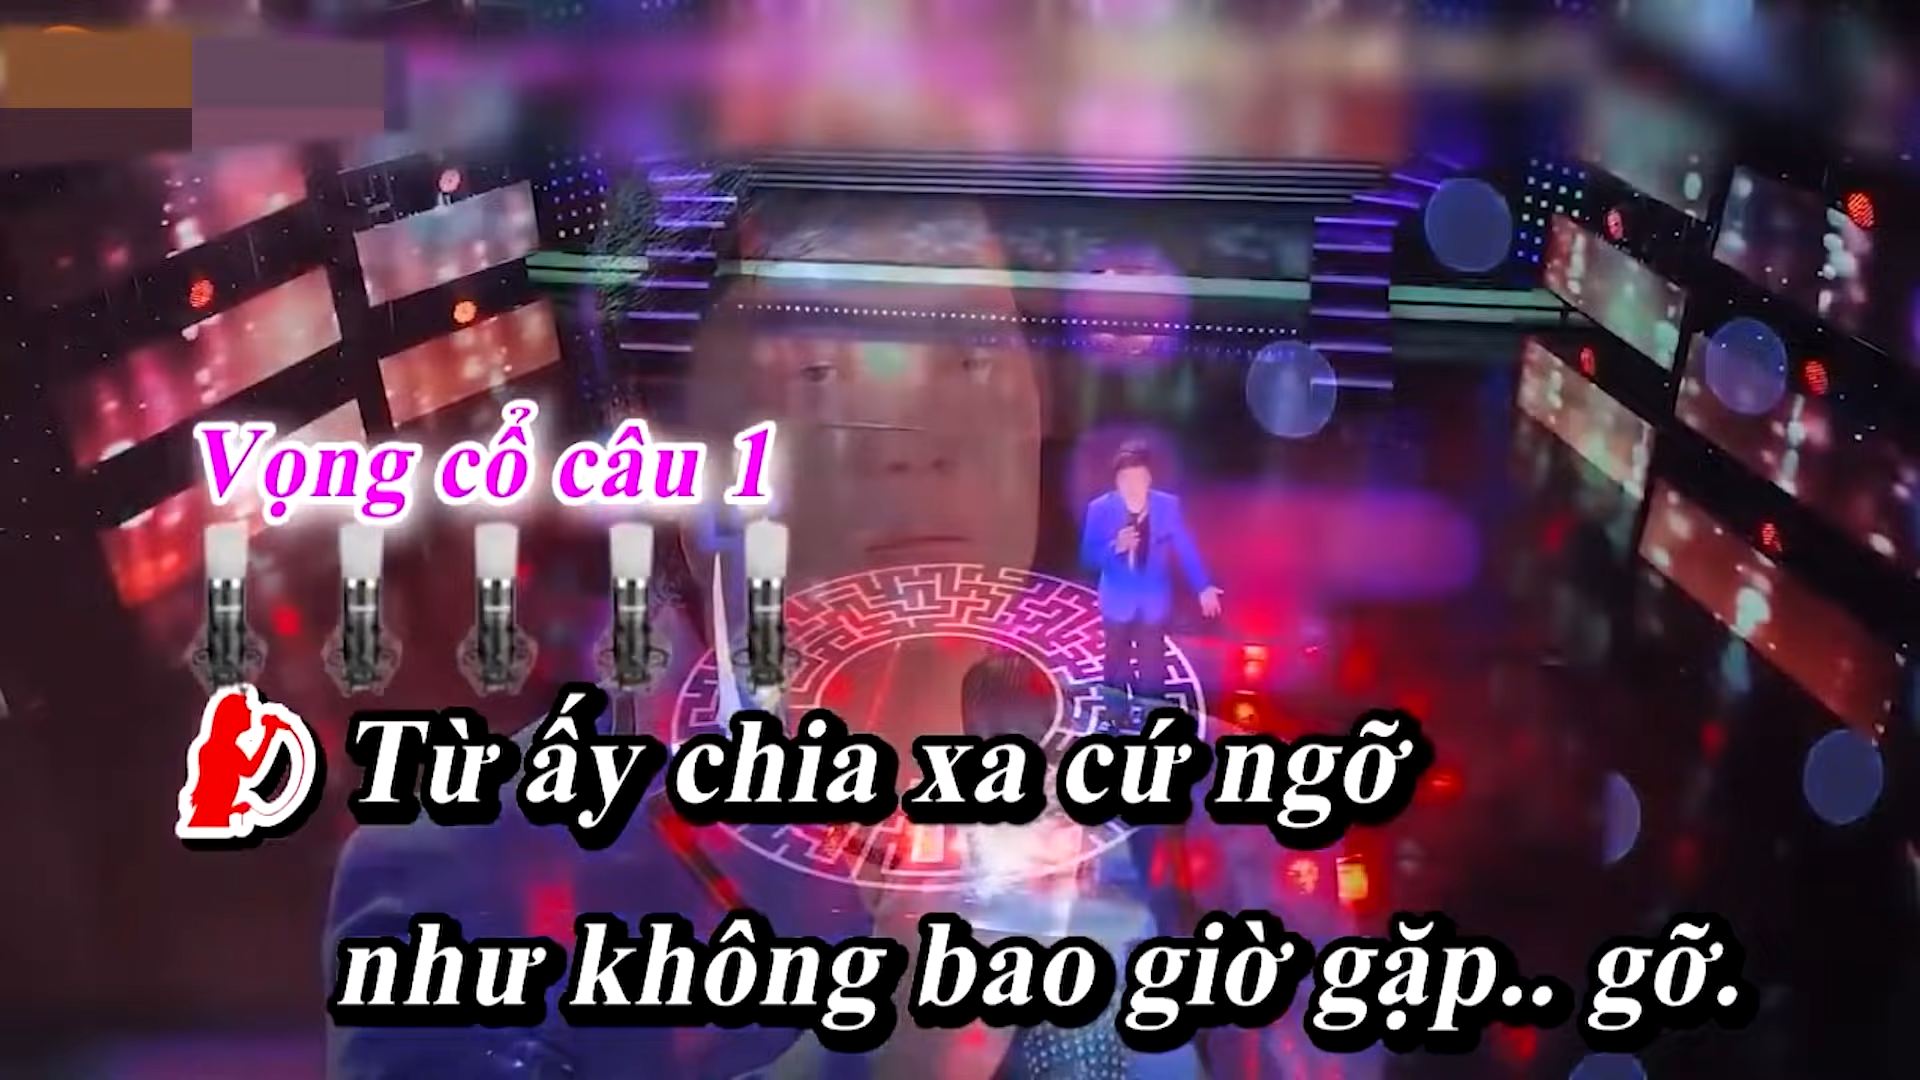 Vọng cổ câu 1
Từ ấy chia xa cứ ngỡ
như không bao giờ gặp.. gỡ.